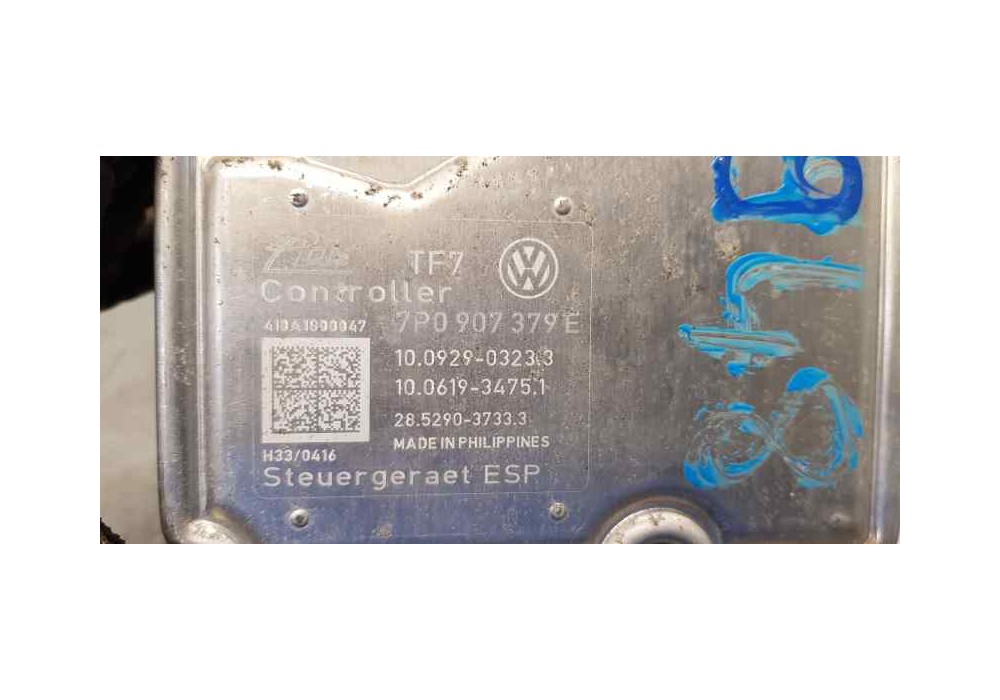 TF7
Controller
7P0 907 379 E
10.0929-0323.3
10.0619-3475.1
28.5290-3733.3
MADE IN PHILIPPINES
H33/0416
Steuergeraet ESP